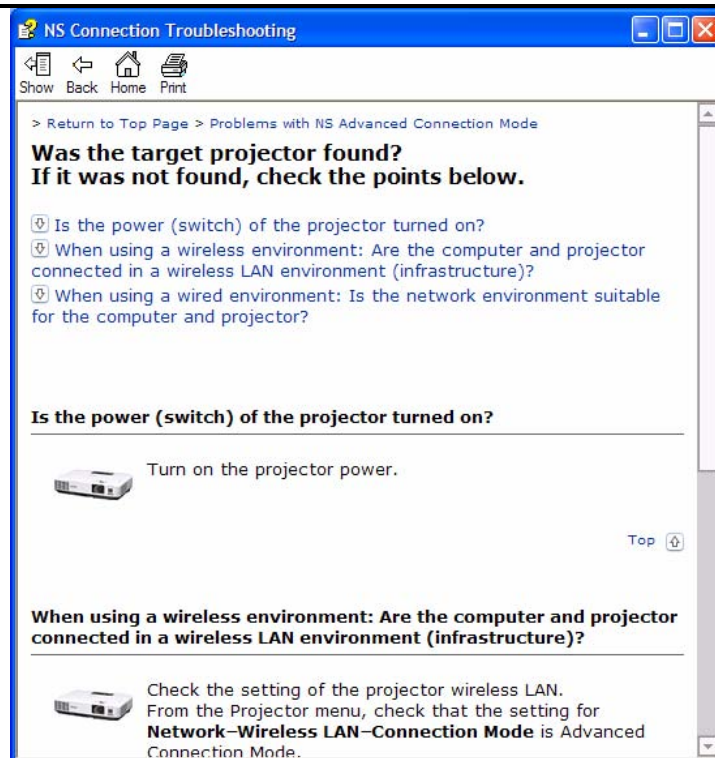 NS Connection Troubleshooting
Show Back Home Print
> Return to Top Page > Problems with NS Advanced Connection Mode
Was the target projector found?
If it was not found, check the points below.
Is the power (switch) of the projector turned on?
When using a wireless environment: Are the computer and projector
connected in a wireless LAN environment (infrastructure)?
When using a wired environment: Is the network environment suitable
for the computer and projector?
Is the power (switch) of the projector turned on?
Turn on the projector power.
Top
When using a wireless environment: Are the computer and projector
connected in a wireless LAN environment (infrastructure)?
Check the setting of the projector wireless LAN.
From the Projector menu, check that the setting for
Network–Wireless LAN–Connection Mode is Advanced
Connection Mode.